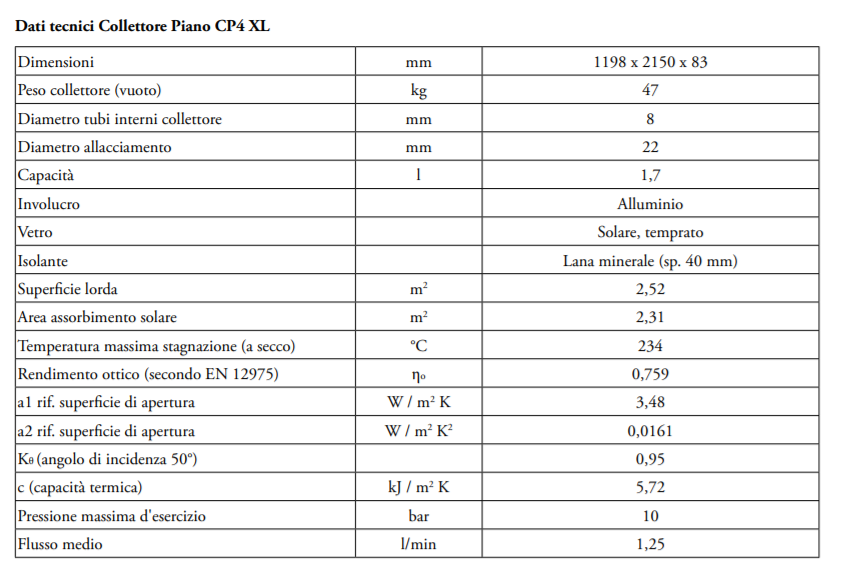 Dati tecnici Collettore Piano CP4 XL
Dimensioni mm 1198 x 2150 x 83
Peso collettore (vuoto) kg 47
Diametro tubi interni collettore mm 8
Diametro allacciamento mm 22
Capacità l 1,7
Involucro Alluminio
Vetro Solare, temprato
Isolante Lana minerale (sp. 40 mm)
Superficie lorda m² 2,52
Area assorbimento solare m² 2,31
Temperatura massima stagnazione (a secco) °C 234
Rendimento ottico (secondo EN 12975) η₀ 0,759
a1 rif. superficie di apertura W / m² K 3,48
a2 rif. superficie di apertura W / m² K² 0,0161
Kθ (angolo di incidenza 50°) 0,95
c (capacità termica) kJ / m² K 5,72
Pressione massima d'esercizio bar 10
Flusso medio l/min 1,25